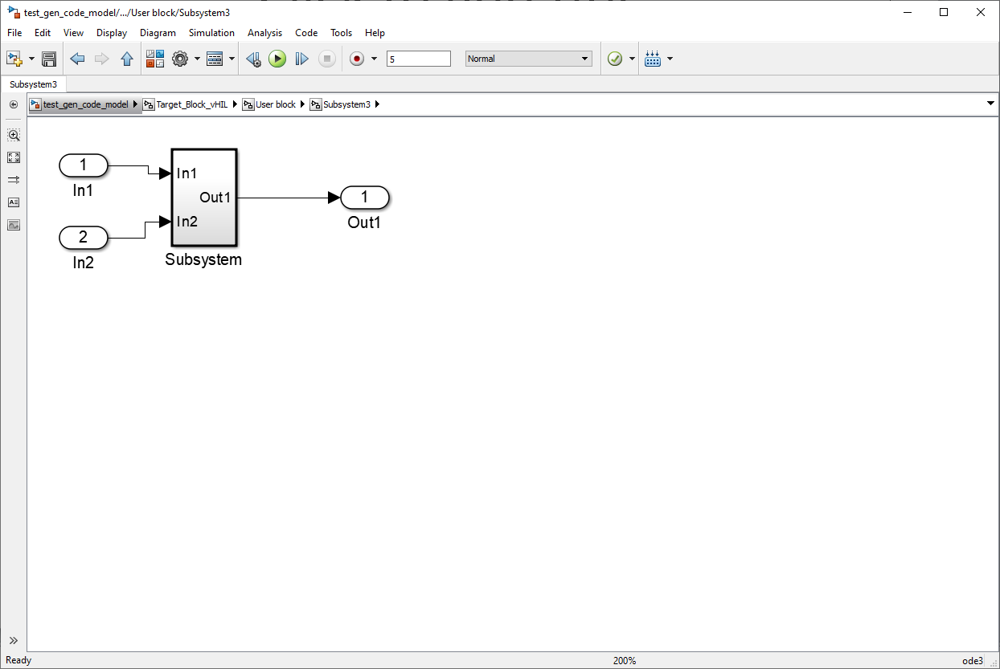 test_gen_code_model/.../User block/Subsystem3
File Edit View Display Diagram Simulation Analysis Code Tools Help
5 Normal
Subsystem3
test_gen_code_model Target_Block_vHIL User block Subsystem3
1
In1
2
In2
In1
Out1
In2
Subsystem
1
Out1
Ready 200% ode3